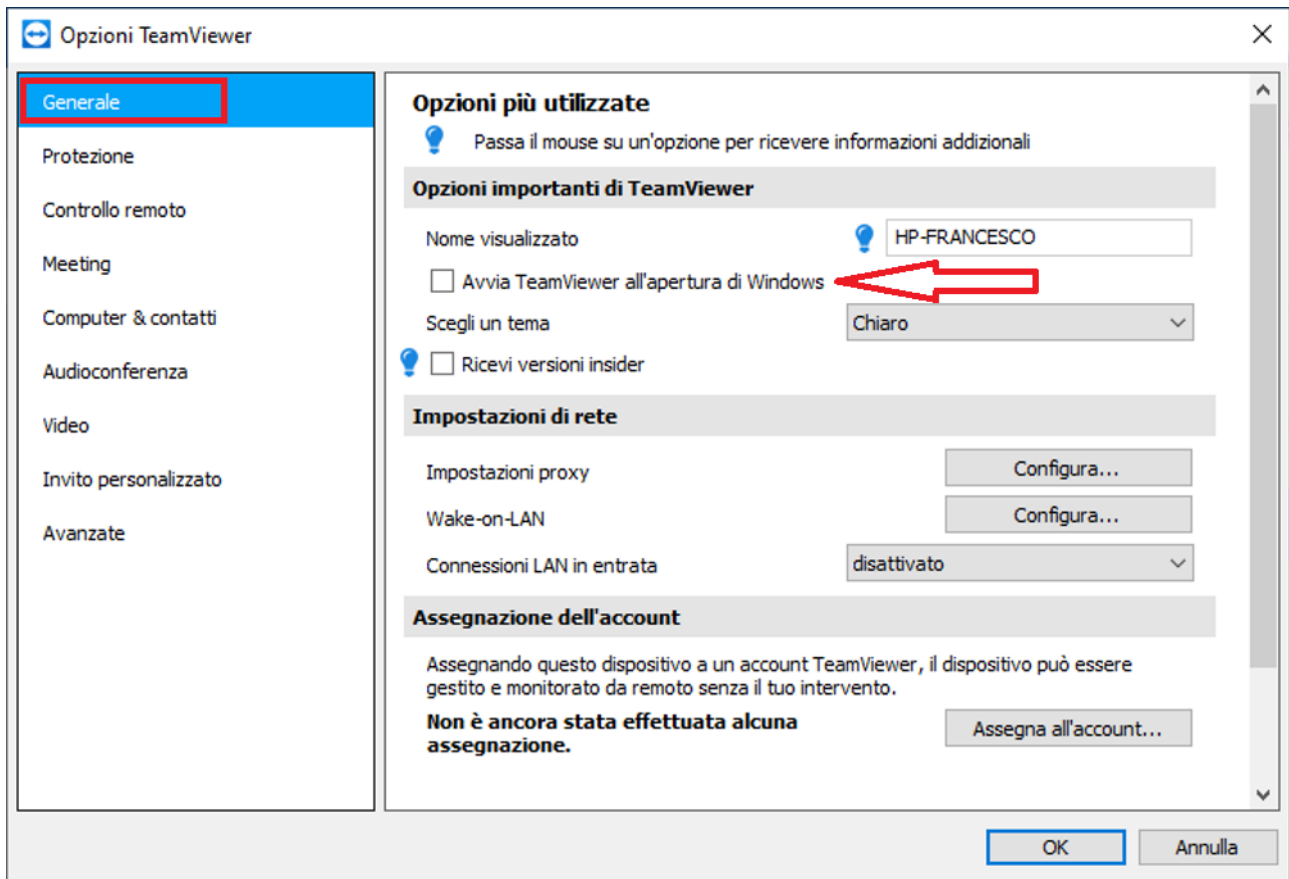 Opzioni TeamViewer
Generale
Protezione
Controllo remoto
Meeting
Computer & contatti
Audioconferenza
Video
Invito personalizzato
Avanzate
Opzioni più utilizzate
Passa il mouse su un'opzione per ricevere informazioni addizionali
Opzioni importanti di TeamViewer
Nome visualizzato HP-FRANCESCO
Avvia TeamViewer all'apertura di Windows
Scegli un tema Chiaro
Ricevi versioni insider
Impostazioni di rete
Impostazioni proxy Configura...
Wake-on-LAN Configura...
Connessioni LAN in entrata disattivato
Assegnazione dell'account
Assegnando questo dispositivo a un account TeamViewer, il dispositivo può essere
gestito e monitorato da remoto senza il tuo intervento.
Non è ancora stata effettuata alcuna
assegnazione.
Assegna all'account...
OK Annulla